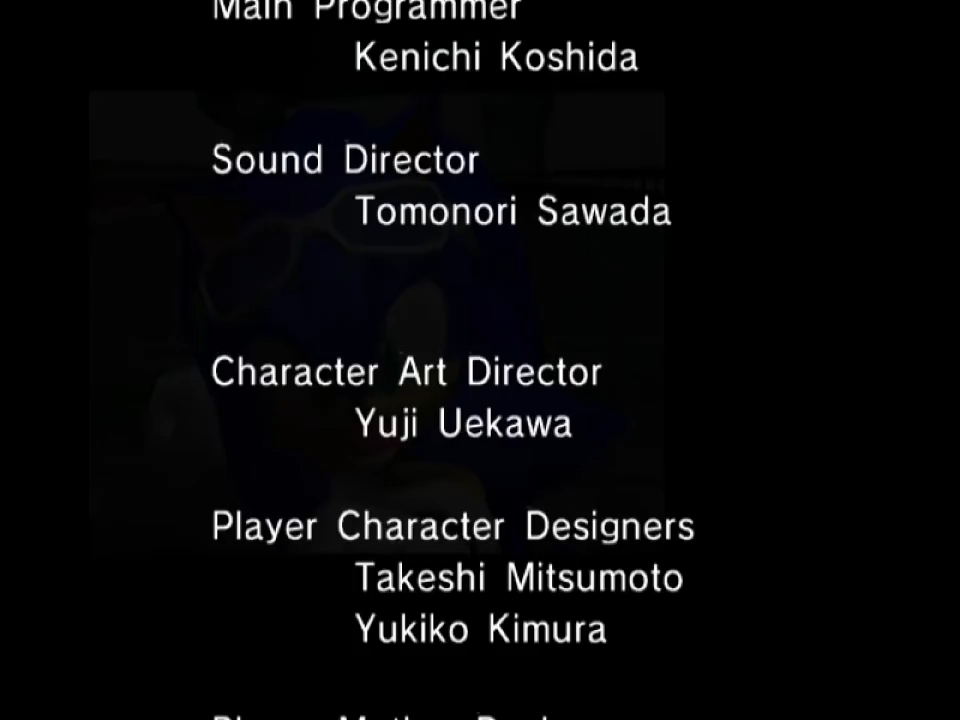 Main Programmer
Kenichi Koshida
Sound Director
Tomonori Sawada
Character Art Director
Yuji Uekawa
Player Character Designers
Takeshi Mitsumoto
Yukiko Kimura